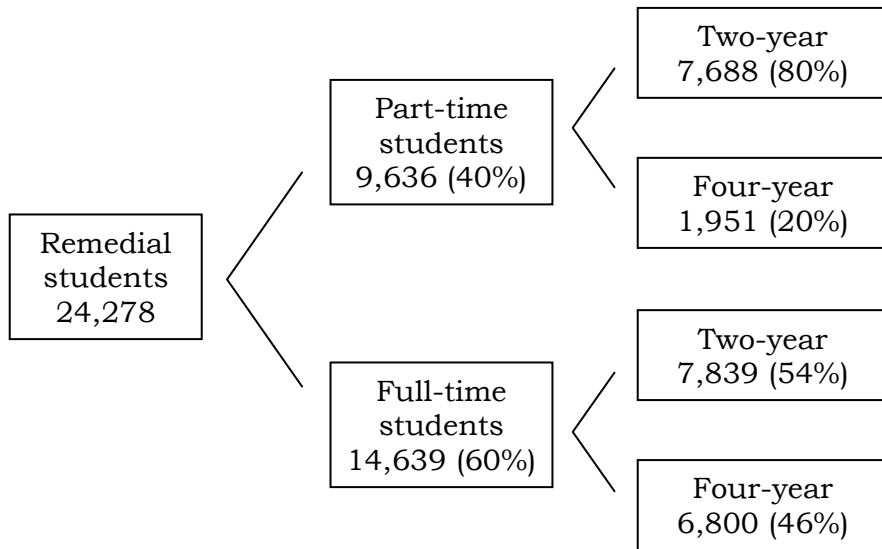 Remedial
students
24,278
Part-time
students
9,636 (40%)
Two-year
7,688 (80%)
Four-year
1,951 (20%)
Full-time
students
14,639 (60%)
Two-year
7,839 (54%)
Four-year
6,800 (46%)